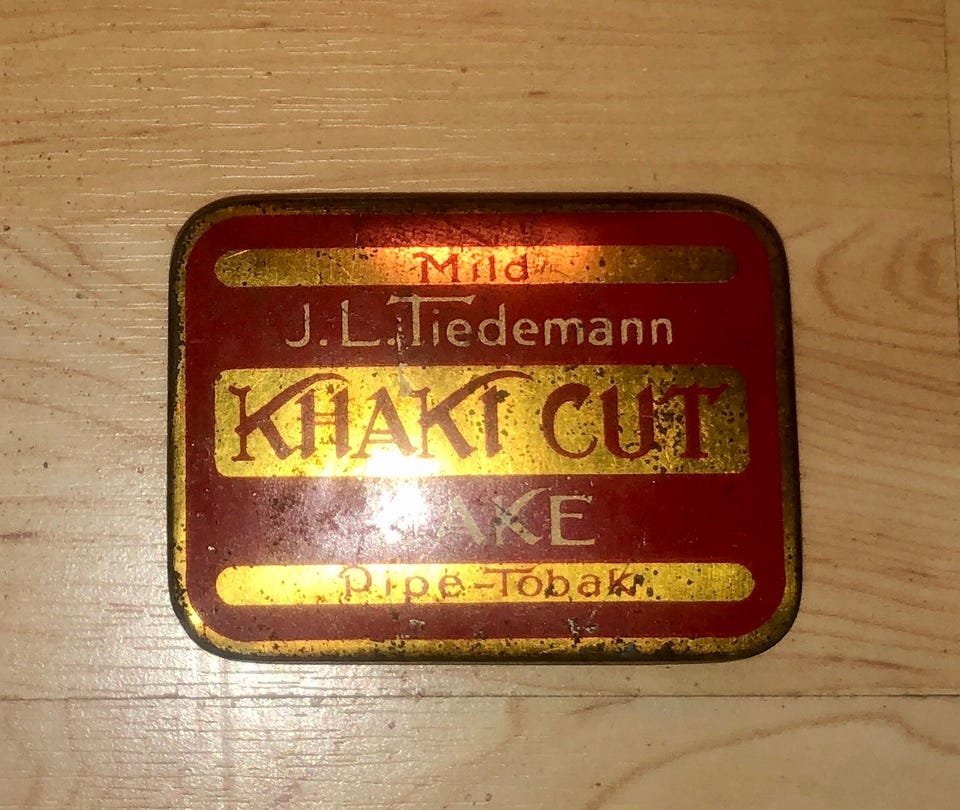 Mild
J. L. Tiedemann
KHAKI CUT
Pipe-Tobak